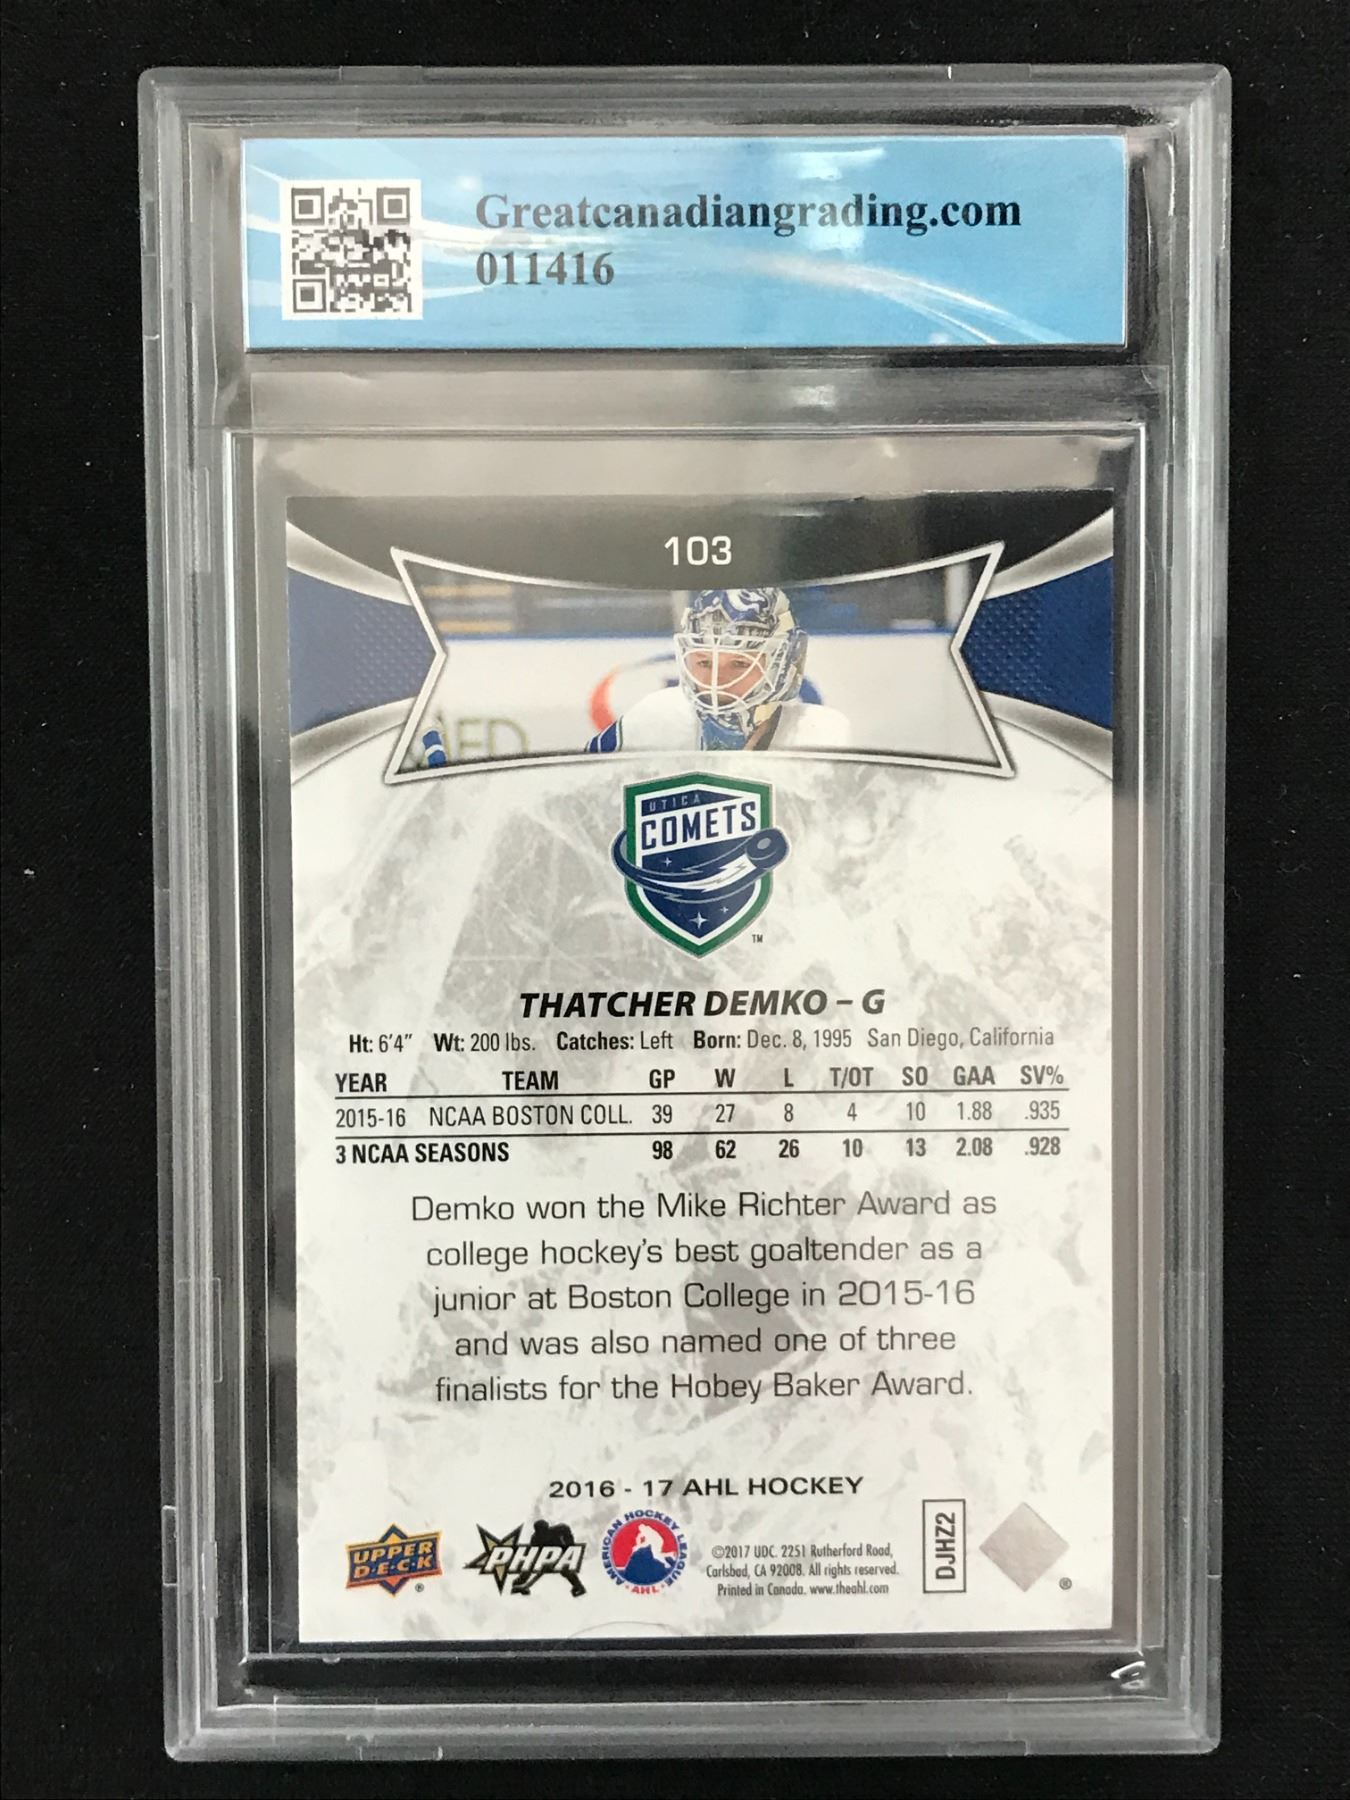 Greatcanadiangrading.com
011416
103
UTICA
COMETS
TM
THATCHER DEMKO – G
Ht: 6'4" Wt: 200 lbs. Catches: Left Born: Dec. 8, 1995 San Diego, California
YEAR TEAM GP W L T/OT SO GAA SV%
2015-16 NCAA BOSTON COLL. 39 27 8 4 10 1.88 .935
3 NCAA SEASONS 98 62 26 10 13 2.08 .928
Demko won the Mike Richter Award as
college hockey's best goaltender as a
junior at Boston College in 2015-16
and was also named one of three
finalists for the Hobey Baker Award.
2016 - 17 AHL HOCKEY
UPPER
D·E·C·K
®
PHPA
AMERICAN HOCKEY LEAGUE
AHL
©2017 UDC. 2251 Rutherford Road,
Carlsbad, CA 92008. All rights reserved.
Printed in Canada. www.theahl.com
DJHZ2
®